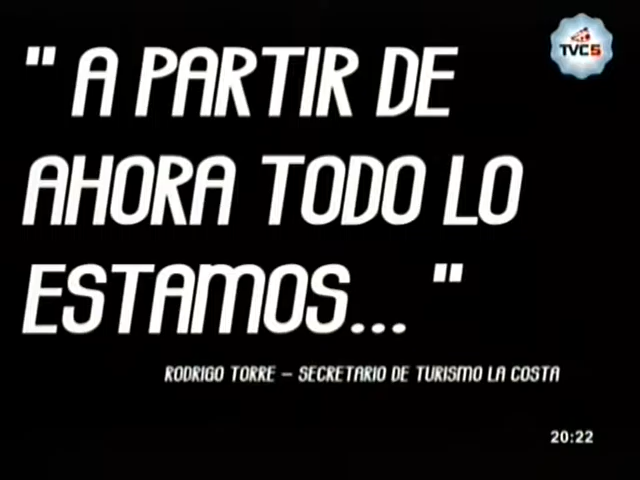 TVC5
" A PARTIR DE
AHORA TODO LO
ESTAMOS... "
RODRIGO TORRE – SECRETARIO DE TURISMO LA COSTA
20:22